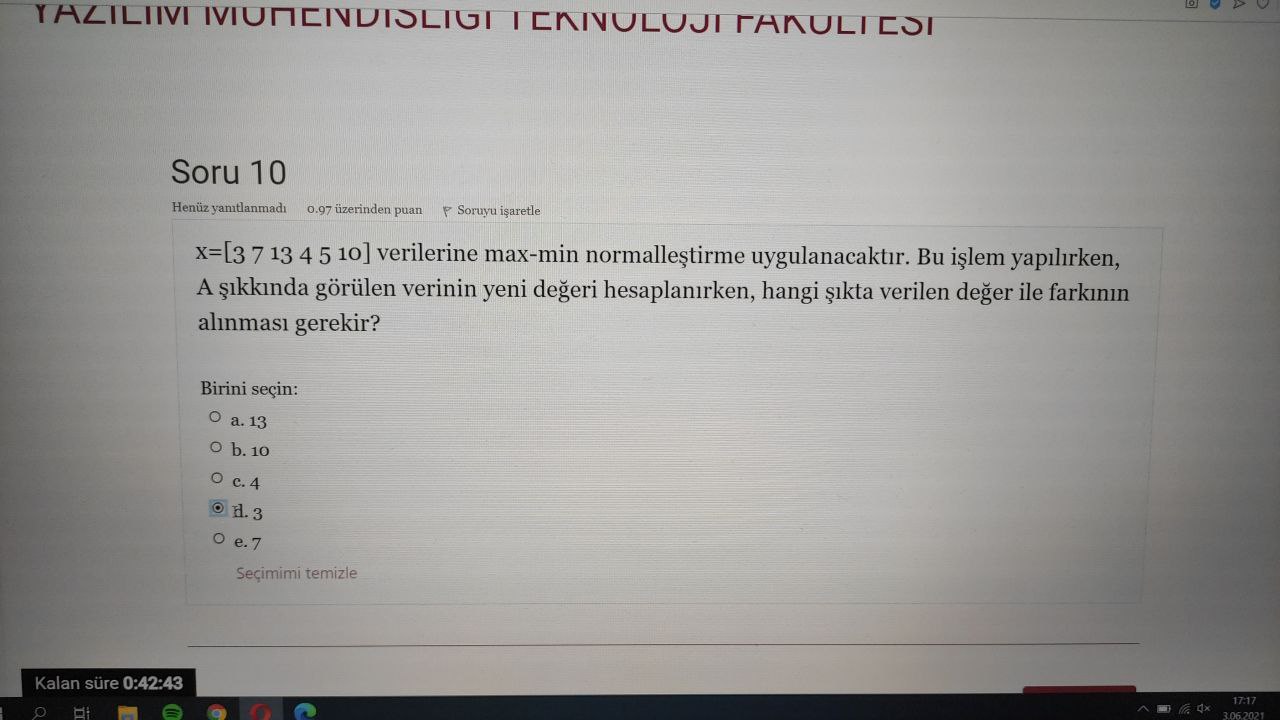 YAZILIM MÜHENDİSLİĞİ TEKNOLOJİ FAKÜLTESİ
Soru 10
Henüz yanıtlanmadı 0.97 üzerinden puan Soruyu işaretle
x=[3 7 13 4 5 10] verilerine max-min normalleştirme uygulanacaktır. Bu işlem yapılırken,
A şıkkında görülen verinin yeni değeri hesaplanırken, hangi şıkta verilen değer ile farkının
alınması gerekir?
Birini seçin:
a. 13
b. 10
c. 4
d. 3
e. 7
Seçimimi temizle
Kalan süre 0:42:43
17:17
3.06.2021